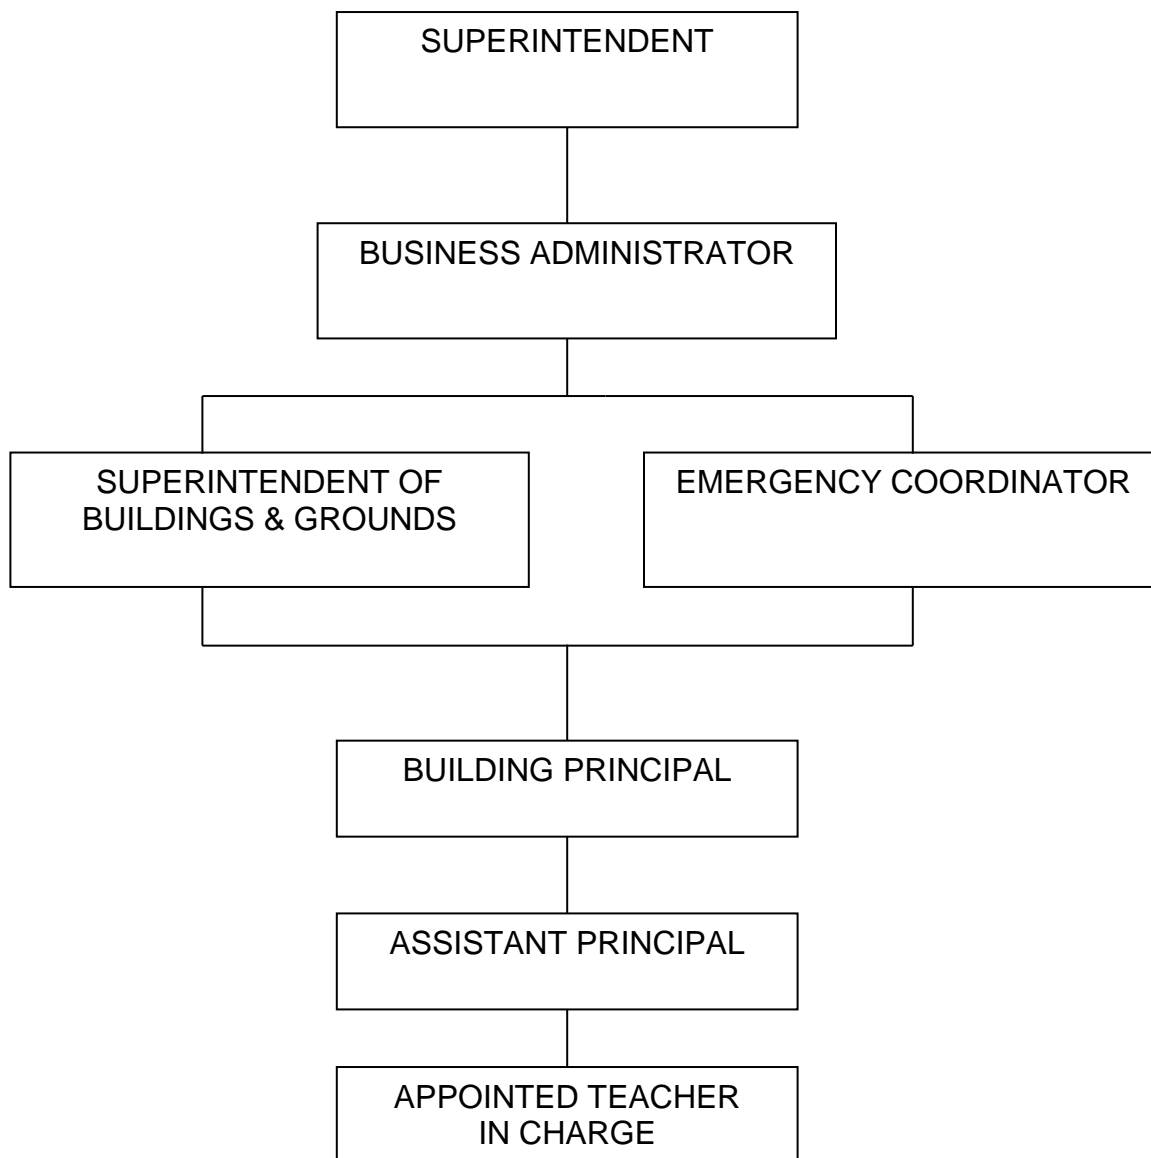 SUPERINTENDENT
BUSINESS ADMINISTRATOR
SUPERINTENDENT OF
BUILDINGS & GROUNDS
EMERGENCY COORDINATOR
BUILDING PRINCIPAL
ASSISTANT PRINCIPAL
APPOINTED TEACHER
IN CHARGE